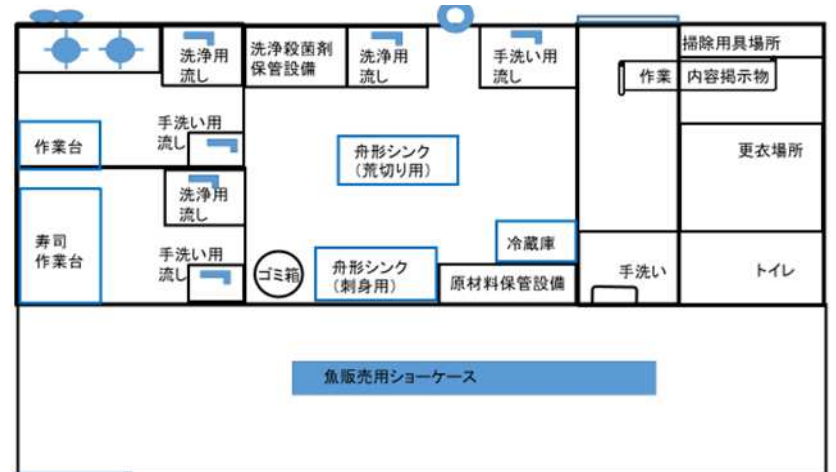 洗浄用
流し
洗浄殺菌剤
保管設備
洗浄用
流し
手洗い用
流し
掃除用具場所
作業 内容掲示物
手洗い用
流し
作業台
舟形シンク
(荒切り用)
更衣場所
洗浄用
流し
寿司
作業台
手洗い用
流し
ゴミ箱
舟形シンク
(刺身用)
冷蔵庫
原材料保管設備
手洗い
トイレ
魚販売用ショーケース